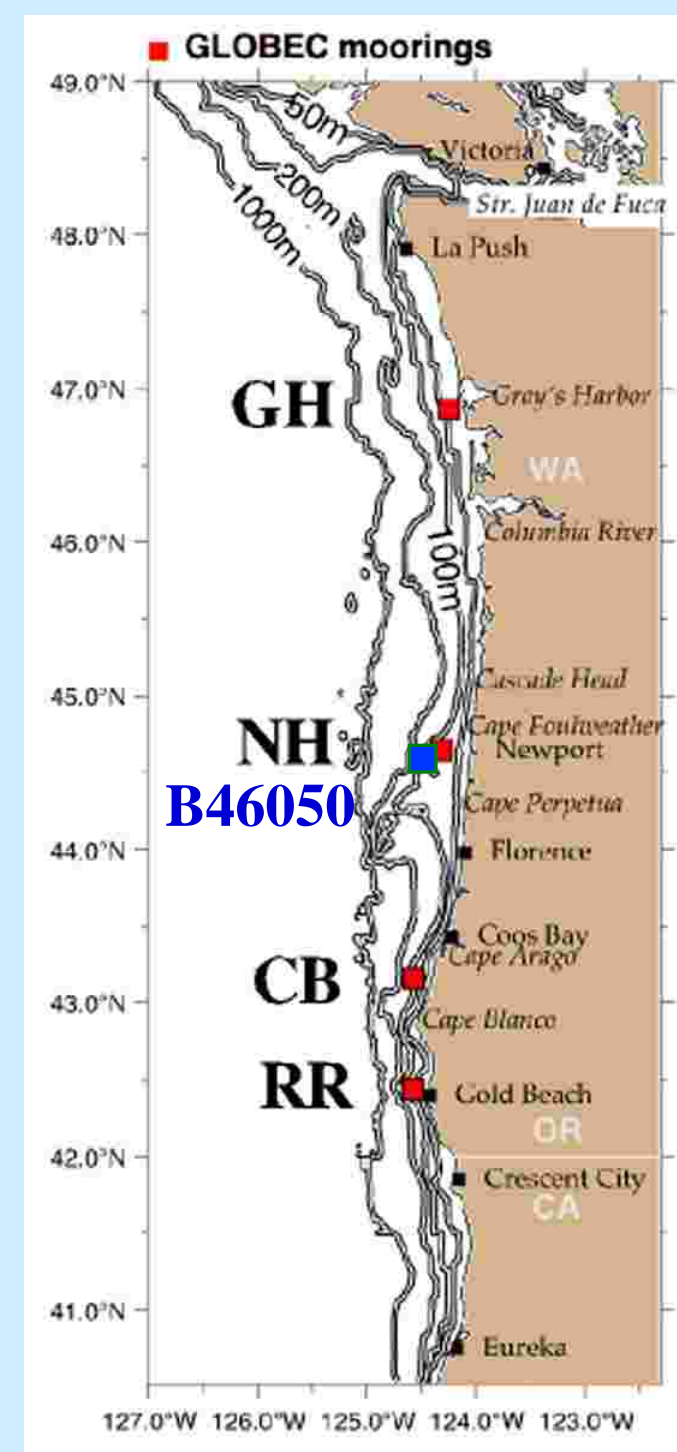 GLOBEC moorings
49.0°N
50m
Victoria
200m
Str. Juan de Fuca
1000m
48.0°N
La Push
47.0°N
GH
Gray's Harbor
WA
46.0°N
Columbia River
100m
45.0°N
Cascade Head
Cape Foulweather
NH
Newport
B46050
Cape Perpetua
44.0°N
Florence
Coos Bay
Cape Arago
CB
43.0°N
Cape Blanco
RR
Gold Beach
OR
42.0°N
Crescent City
CA
41.0°N
Eureka
127.0°W 126.0°W 125.0°W 124.0°W 123.0°W